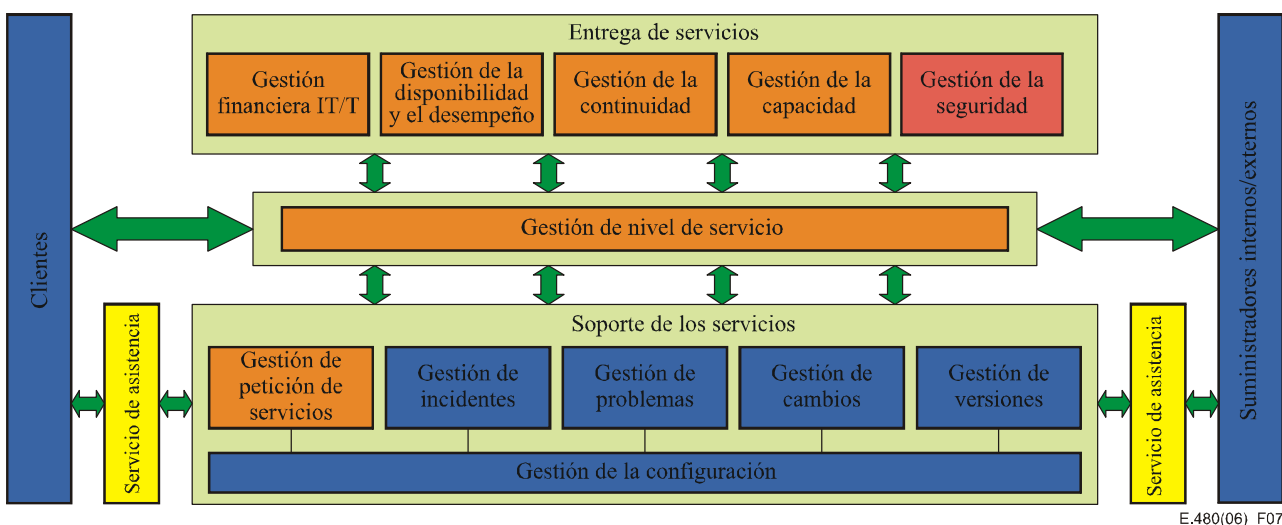 Clientes
Entrega de servicios
Gestión
financiera IT/T
Gestión de la
disponibilidad
y el desempeño
Gestión de la
continuidad
Gestión de la
capacidad
Gestión de la
seguridad
Gestión de nivel de servicio
Servicio de asistencia
Soporte de los servicios
Gestión de
petición de
servicios
Gestión de
incidentes
Gestión de
problemas
Gestión de
cambios
Gestión de
versiones
Gestión de la configuración
Servicio de asistencia
Suministradores internos/externos
E.480(06)_F07